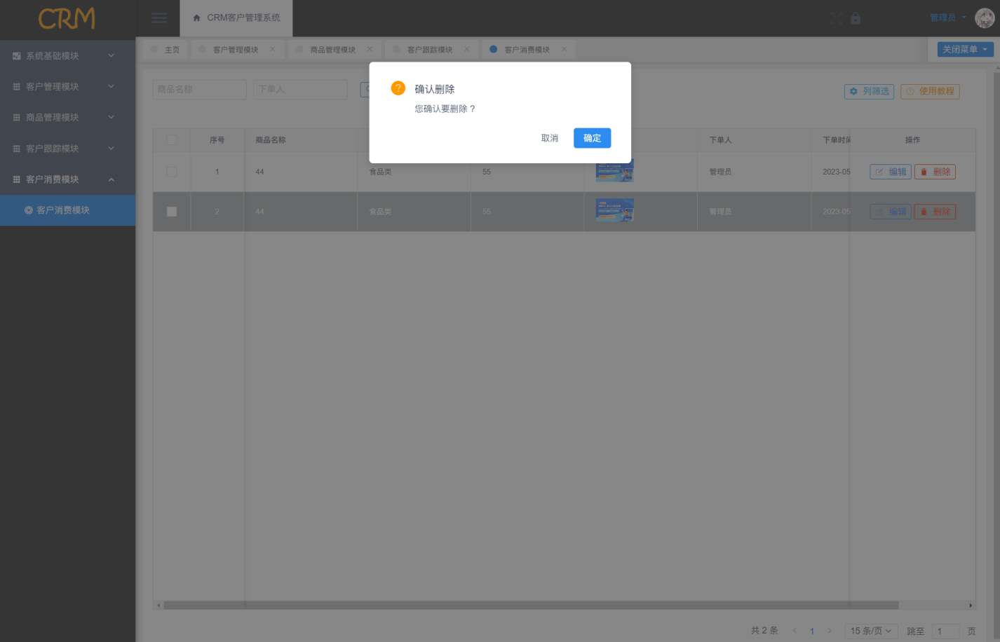 CRM
CRM客户管理系统
管理员
系统基础模块
客户管理模块
商品管理模块
客户跟踪模块
客户消费模块
客户消费模块
主页
客户管理模块
商品管理模块
客户跟踪模块
客户消费模块
关闭菜单
商品名称
下单人
列筛选
使用教程
确认删除
您确认要删除？
取消
确定
序号
商品名称
下单人
下单时间
操作
1
44
食品类
55
管理员
2023-05
编辑
删除
2
44
食品类
55
管理员
2023-05
编辑
删除
共 2 条
1
15 条/页
跳至
1
页